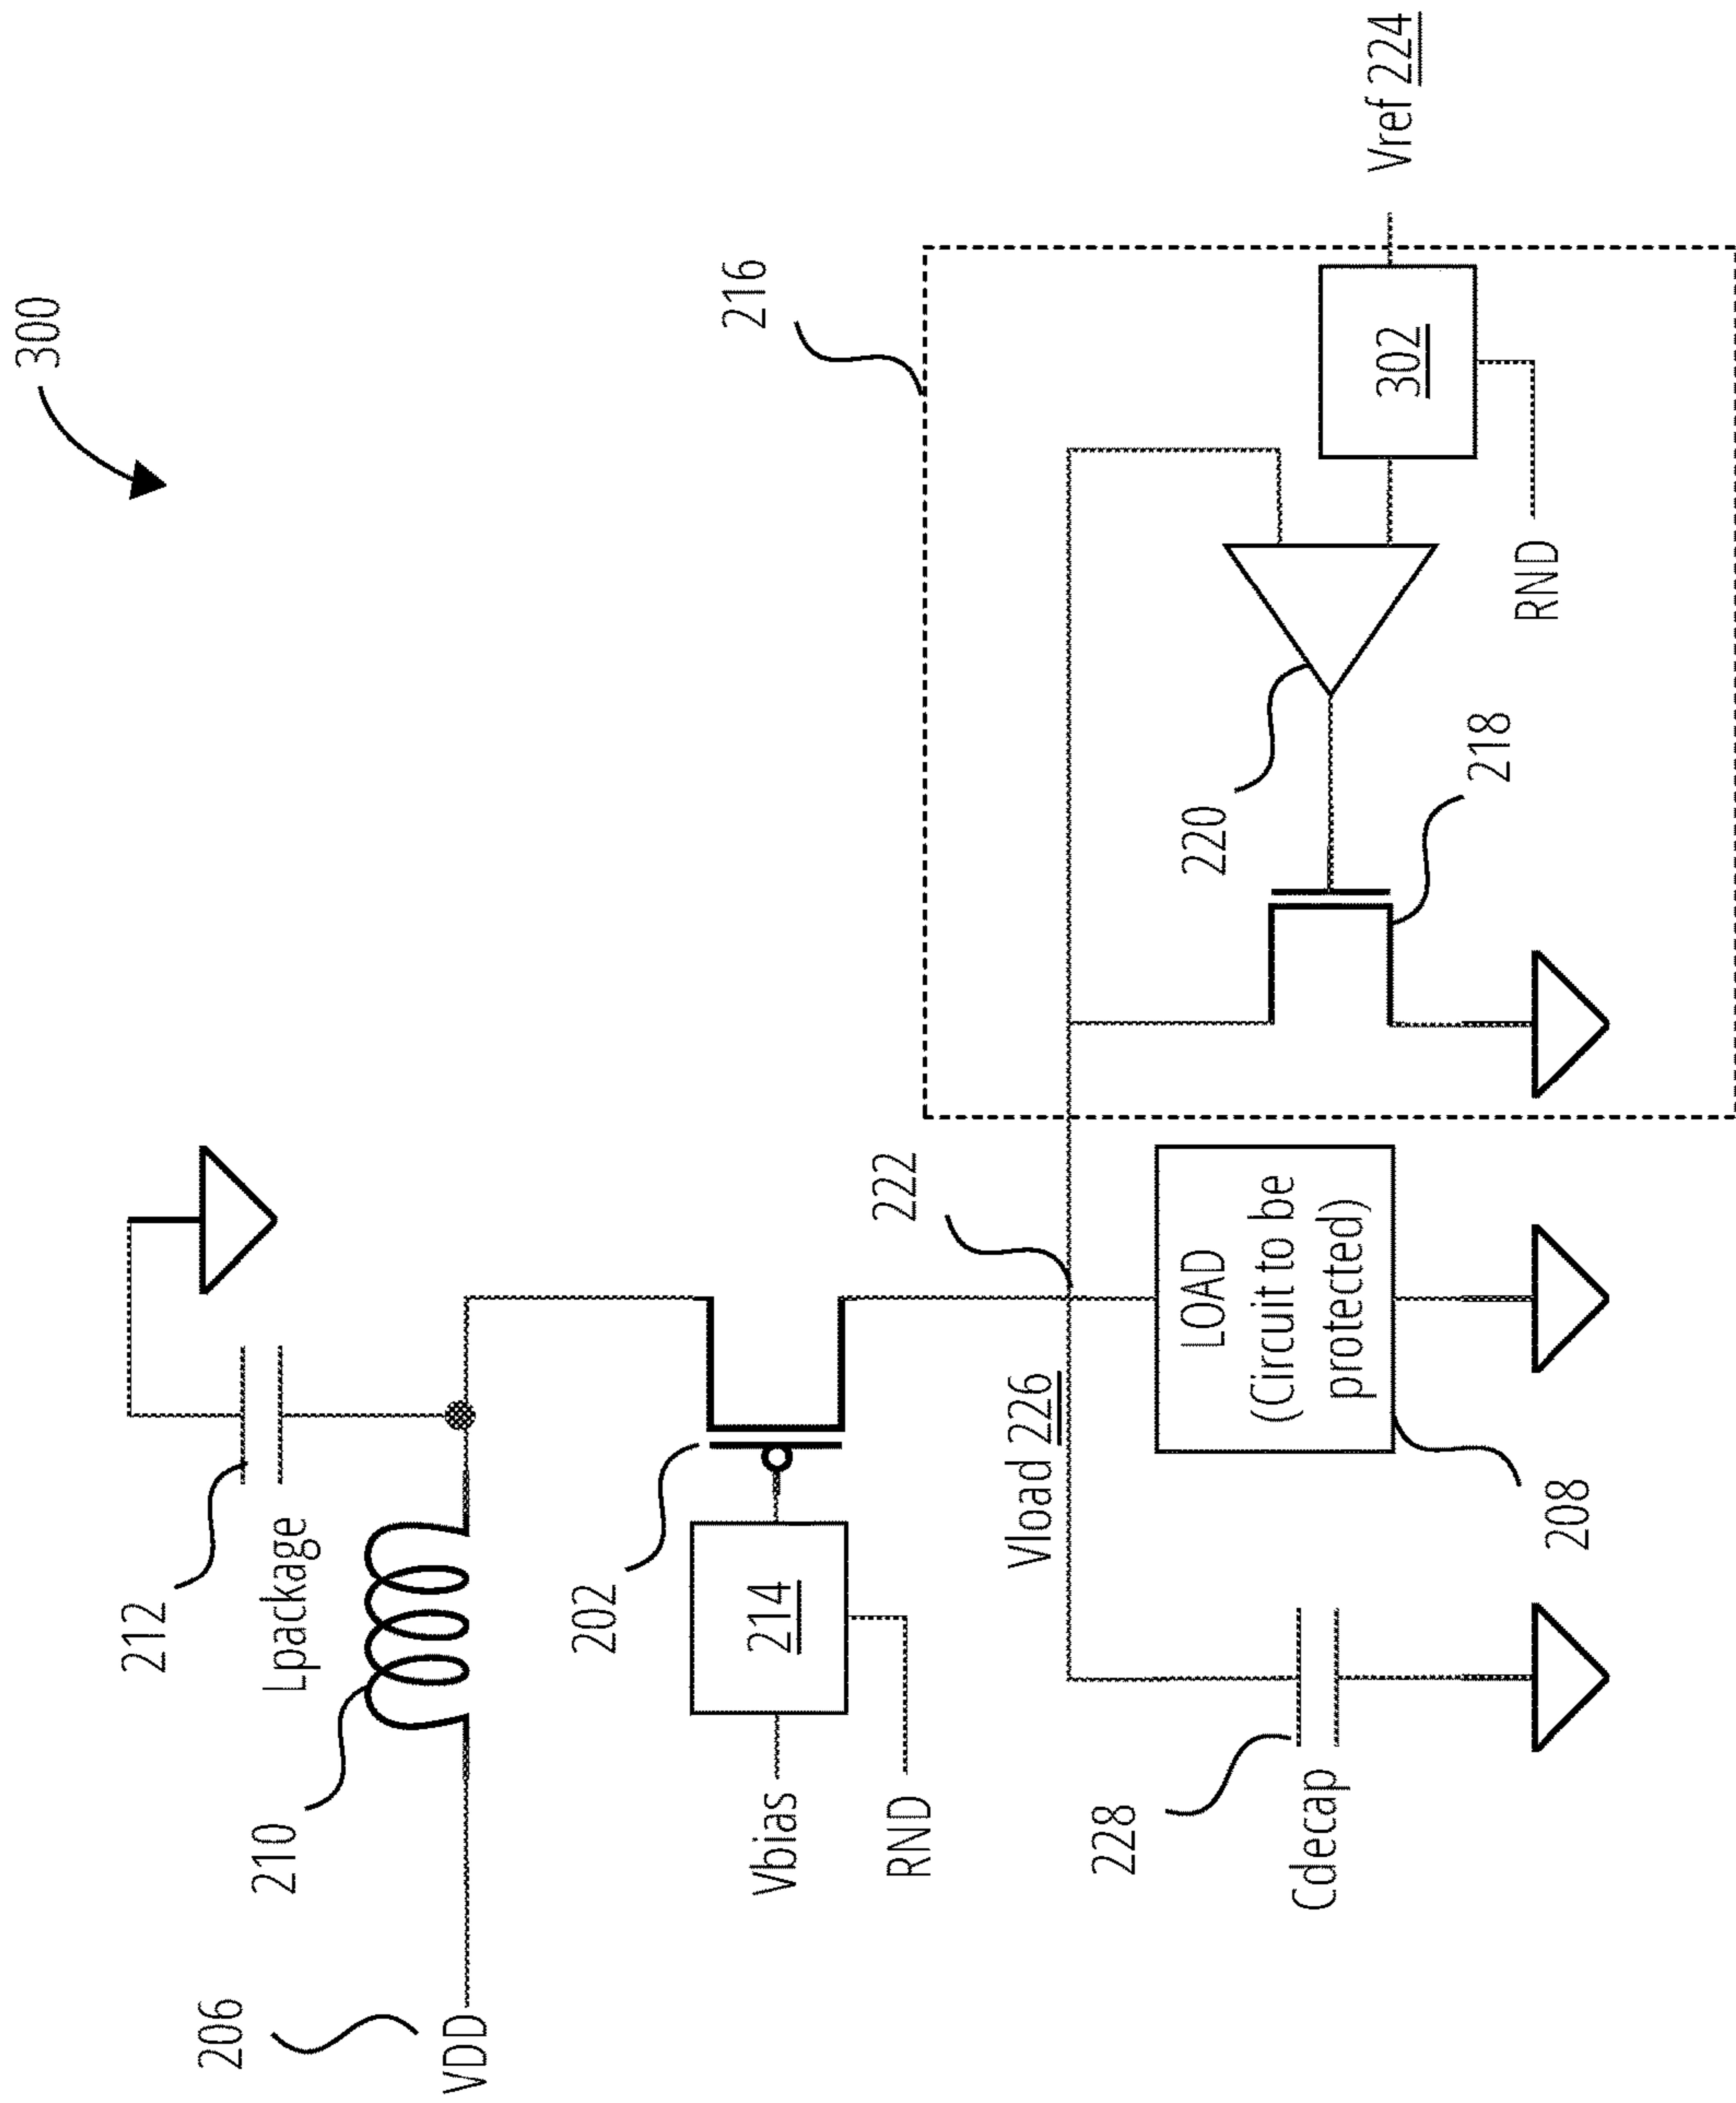 300
212
Lpackage
210
206
VDD
202
214
Vbias
RND
222
Vload 226
LOAD
(Circuit to be
protected)
208
228
Cdecap
216
220
218
302
RND
Vref 224